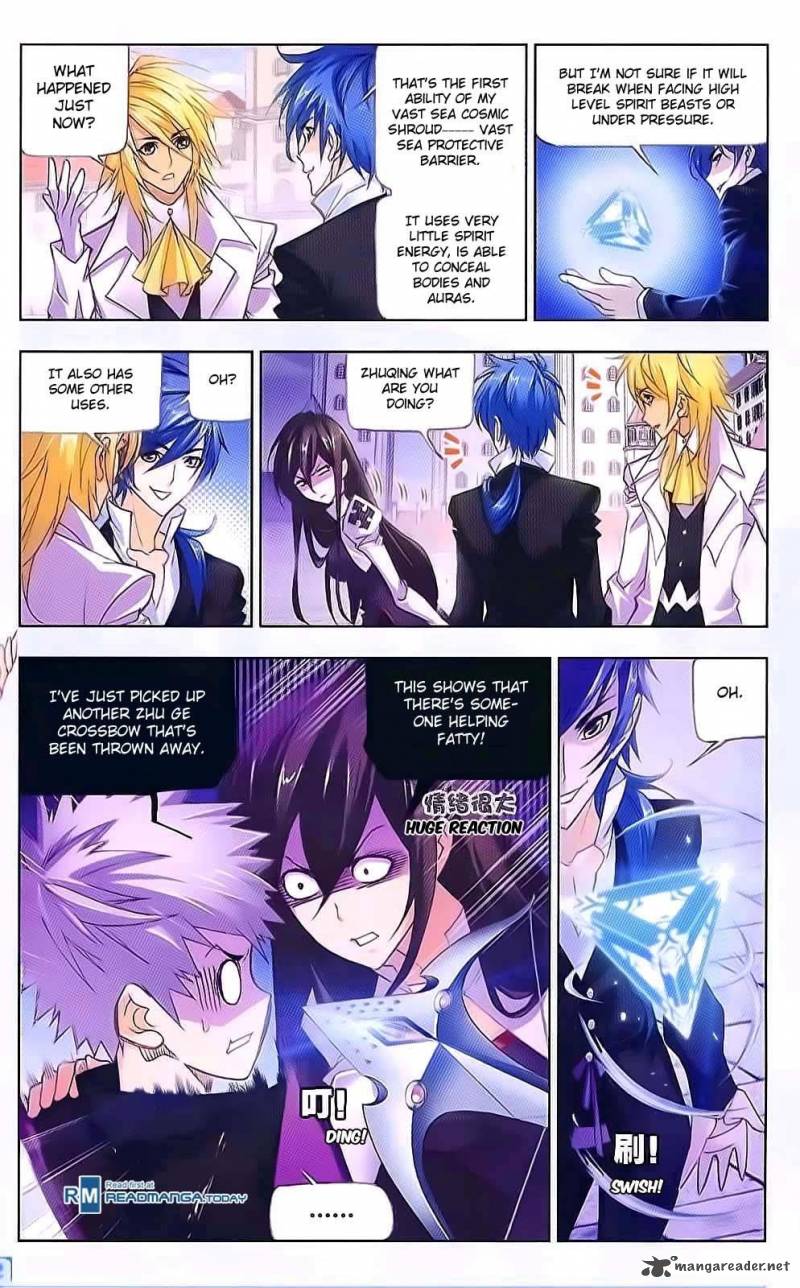 WHAT
HAPPENED
JUST
NOW?
THAT'S THE FIRST
ABILITY OF MY
VAST SEA COSMIC
SHROUD----- VAST
SEA PROTECTIVE
BARRIER.
IT USES VERY
LITTLE SPIRIT
ENERGY, IS ABLE
TO CONCEAL
BODIES AND
AURAS.
BUT I'M NOT SURE IF IT WILL
BREAK WHEN FACING HIGH
LEVEL SPIRIT BEASTS OR
UNDER PRESSURE.
IT ALSO HAS
SOME OTHER
USES.
OH?
ZHUQING WHAT
ARE YOU
DOING?
I'VE JUST PICKED UP
ANOTHER ZHU GE
CROSSBOW THAT'S
BEEN THROWN AWAY.
THIS SHOWS THAT
THERE'S SOME-
ONE HELPING
FATTY!
情绪很大
HUGE REACTION
叮!
DING!
......
OH.
刷!
SWISH!
RM Read first at
READMANGA.TODAY
mangareader.net